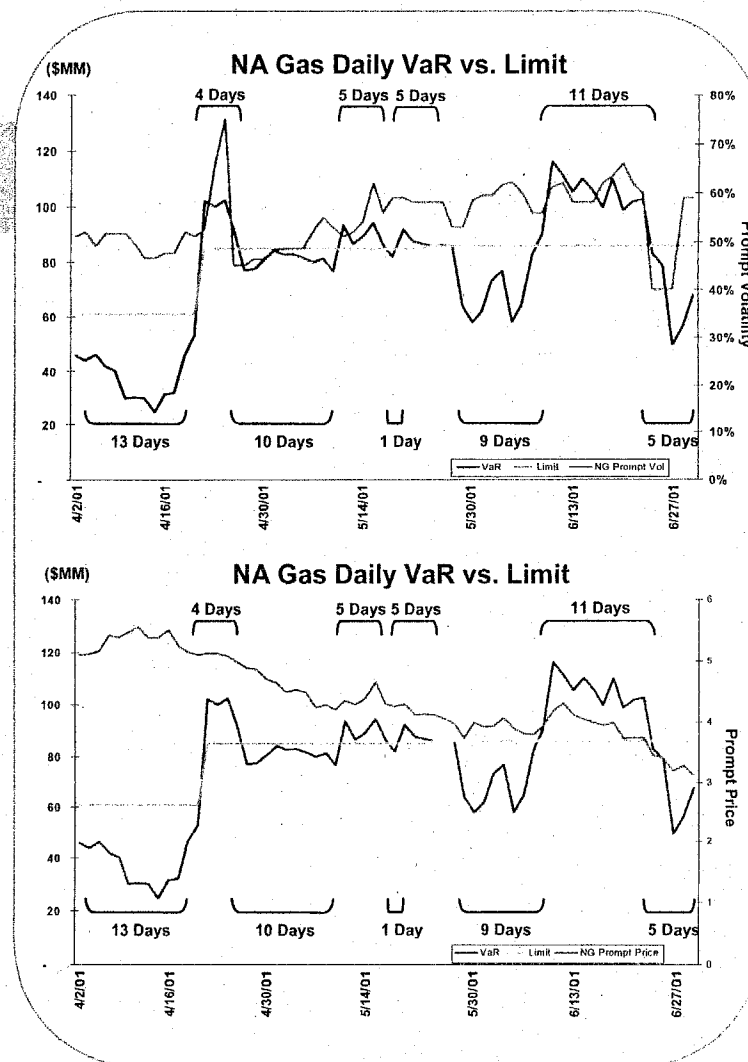 ($MM)
NA Gas Daily VaR vs. Limit
4 Days
5 Days
5 Days
11 Days
140
120
100
80
60
40
20
-
80%
70%
60%
50%
40%
30%
20%
10%
0%
Prompt Volatility
13 Days
10 Days
1 Day
9 Days
5 Days
VaR
Limit
NG Prompt Vol
4/2/01
4/16/01
4/30/01
5/14/01
5/30/01
6/13/01
6/27/01
($MM)
NA Gas Daily VaR vs. Limit
4 Days
5 Days
5 Days
11 Days
140
120
100
80
60
40
20
-
6
5
4
3
2
1
0
Prompt Price
13 Days
10 Days
1 Day
9 Days
5 Days
VaR
Limit
NG Prompt Price
4/2/01
4/16/01
4/30/01
5/14/01
5/30/01
6/13/01
6/27/01